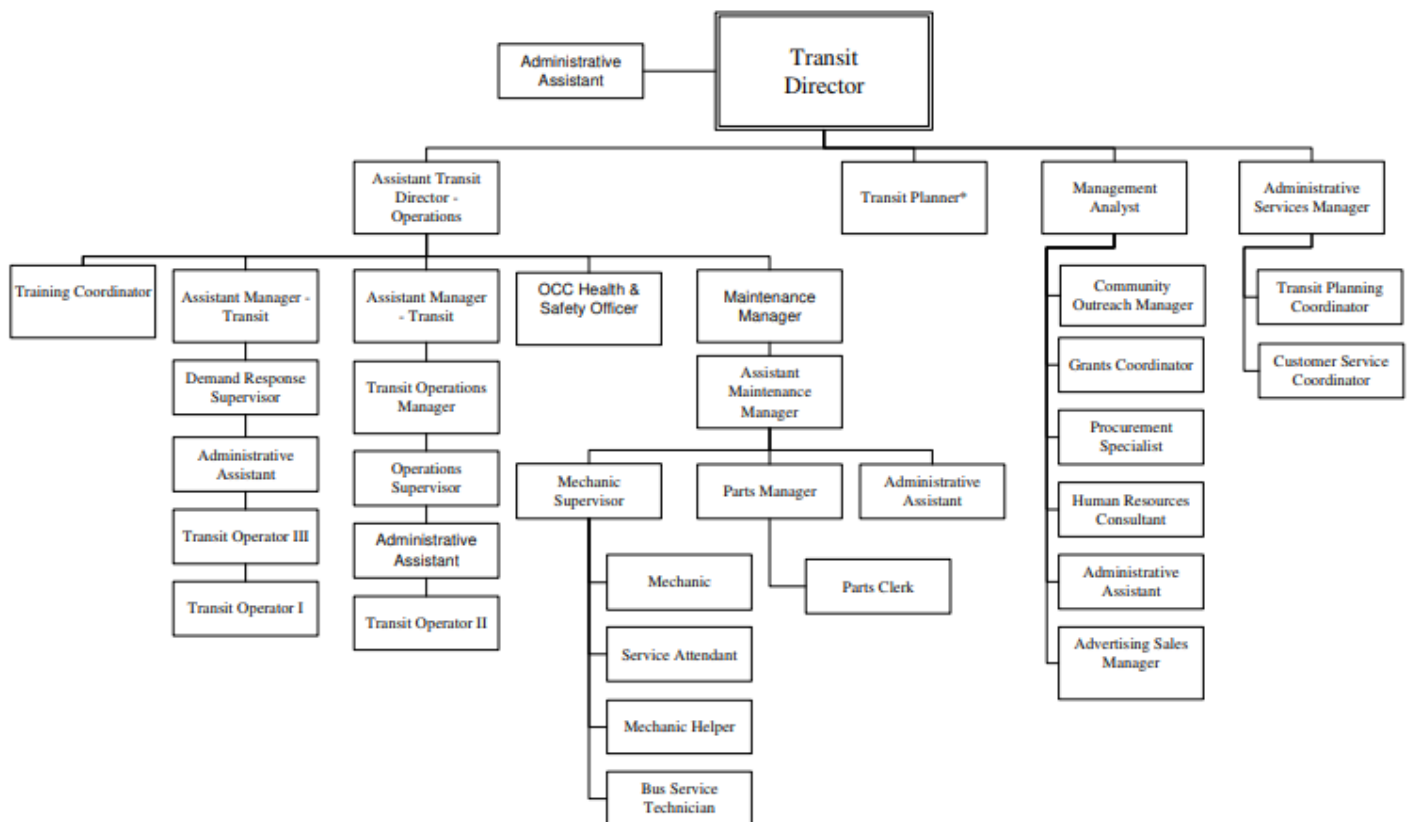 Administrative
Assistant
Transit
Director
Assistant Transit
Director -
Operations
Transit Planner*
Management
Analyst
Administrative
Services Manager
Training Coordinator
Assistant Manager -
Transit
Assistant Manager
- Transit
OCC Health &
Safety Officer
Maintenance
Manager
Community
Outreach Manager
Transit Planning
Coordinator
Demand Response
Supervisor
Transit Operations
Manager
Assistant
Maintenance
Manager
Grants Coordinator
Customer Service
Coordinator
Administrative
Assistant
Operations
Supervisor
Mechanic
Supervisor
Parts Manager
Administrative
Assistant
Procurement
Specialist
Human Resources
Consultant
Transit Operator III
Administrative
Assistant
Mechanic
Parts Clerk
Administrative
Assistant
Transit Operator I
Transit Operator II
Service Attendant
Advertising Sales
Manager
Mechanic Helper
Bus Service
Technician